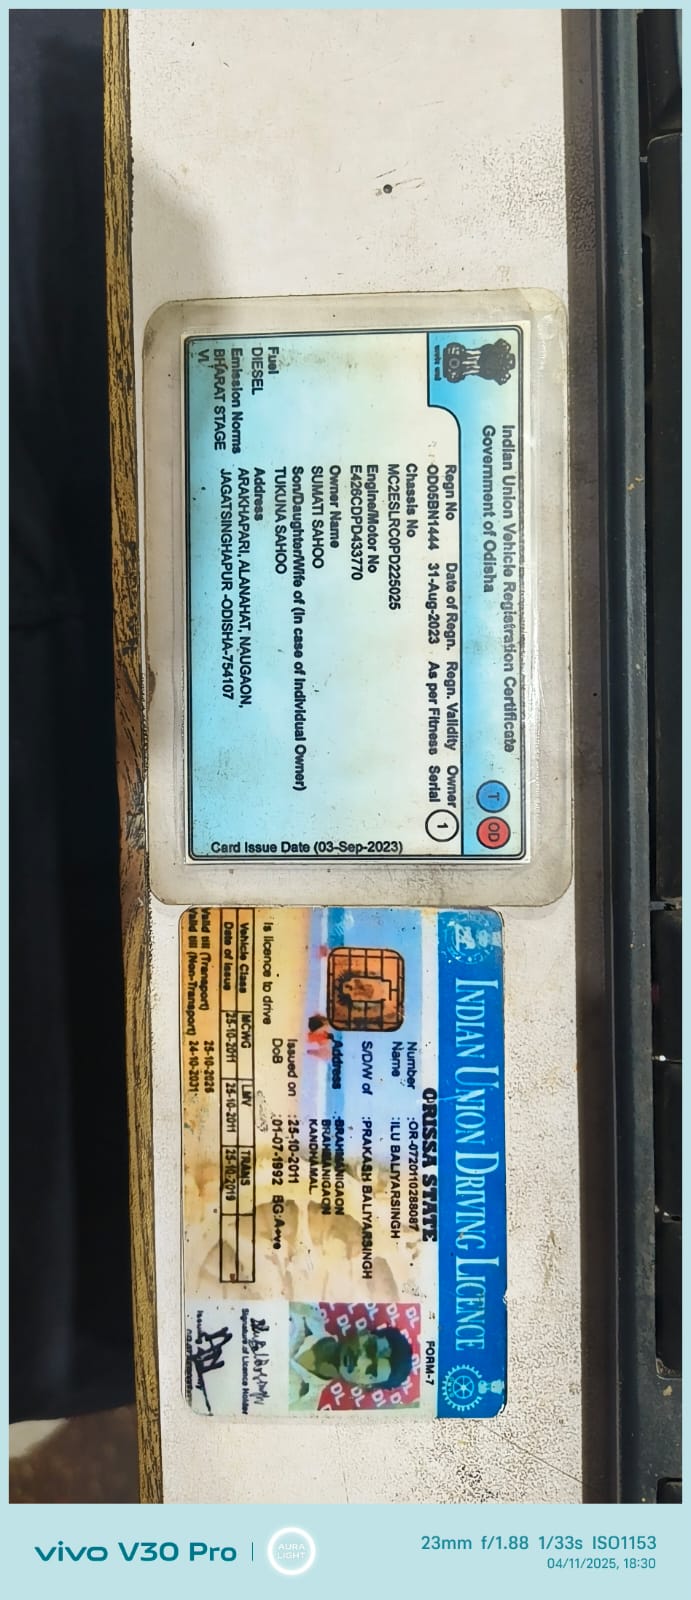 Indian Union Vehicle Registration Certificate
Government of Odisha
T OD
Regn No Date of Regn. Regn. Validity Owner
OD05BN1444 31-Aug-2023 As per Fitness Serial 1
Chassis No
MC2ESLRC0PD225025
Engine/Motor No
E426CDPD433770
Owner Name
SUMATI SAHOO
Son/Daughter/Wife of (In case of Individual Owner)
TUKUNA SAHOO
Fuel
DIESEL
Address
Emission Norms
ARAKHAPARI, ALANAHAT, NAUGAON,
BHARAT STAGE
JAGATSINGHAPUR -ODISHA-754107
VI
Card Issue Date (03-Sep-2023)
INDIAN UNION DRIVING LICENCE
ORISSA STATE
FORM-7
Number :OR-0720110288087
Name :ILU BALIYARSINGH
S/D/W of :PRAKASH BALIYARSINGH
Address :BRAHMANIGAON
BRAHMANIGAON
KANDHAMAL
Issued on :25-10-2011
DoB :01-07-1992 BG:A+ve
Is licence to drive
Vehicle Class MCWG LMV TRANS
Date of Issue 25-10-2011 25-10-2011
Valid till (Transport)
Valid till (Non-Transport) 24-10-2031
Signature of Licence Holder
vivo V30 Pro
AURA
LIGHT
23mm f/1.88 1/33s ISO1153
04/11/2025, 18:30